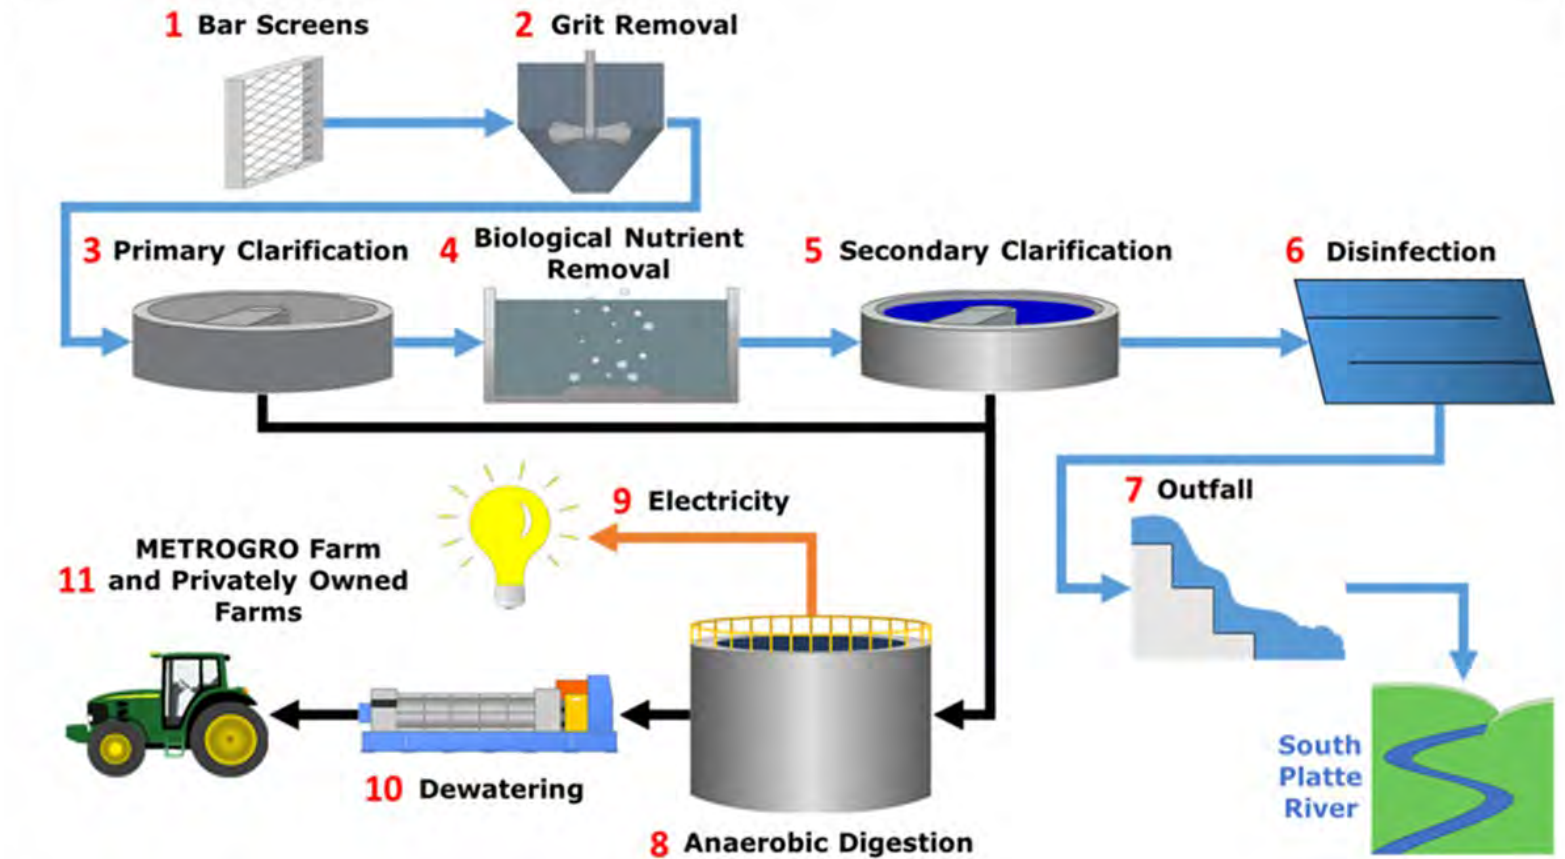 1 Bar Screens
2 Grit Removal
3 Primary Clarification
4 Biological Nutrient
Removal
5 Secondary Clarification
6 Disinfection
7 Outfall
9 Electricity
METROGRO Farm
11 and Privately Owned
Farms
South
Platte
River
10 Dewatering
8 Anaerobic Digestion